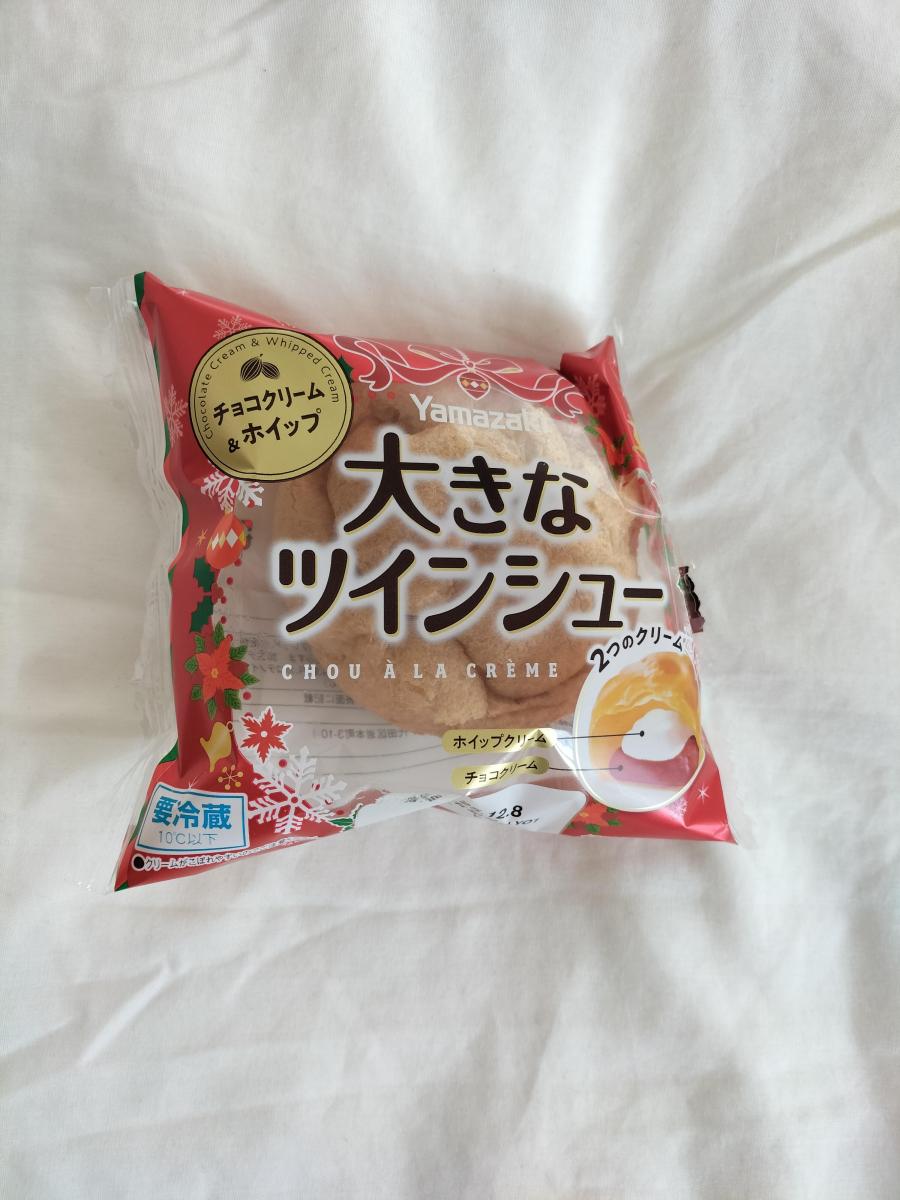 Chocolate Cream & Whipped Cream
チョコクリーム
&ホイップ
Yamazaki
大きな
ツインシュー
CHOU À LA CRÈME
2つのクリーム
ホイップクリーム
チョコクリーム
12.8
要冷蔵
10℃以下